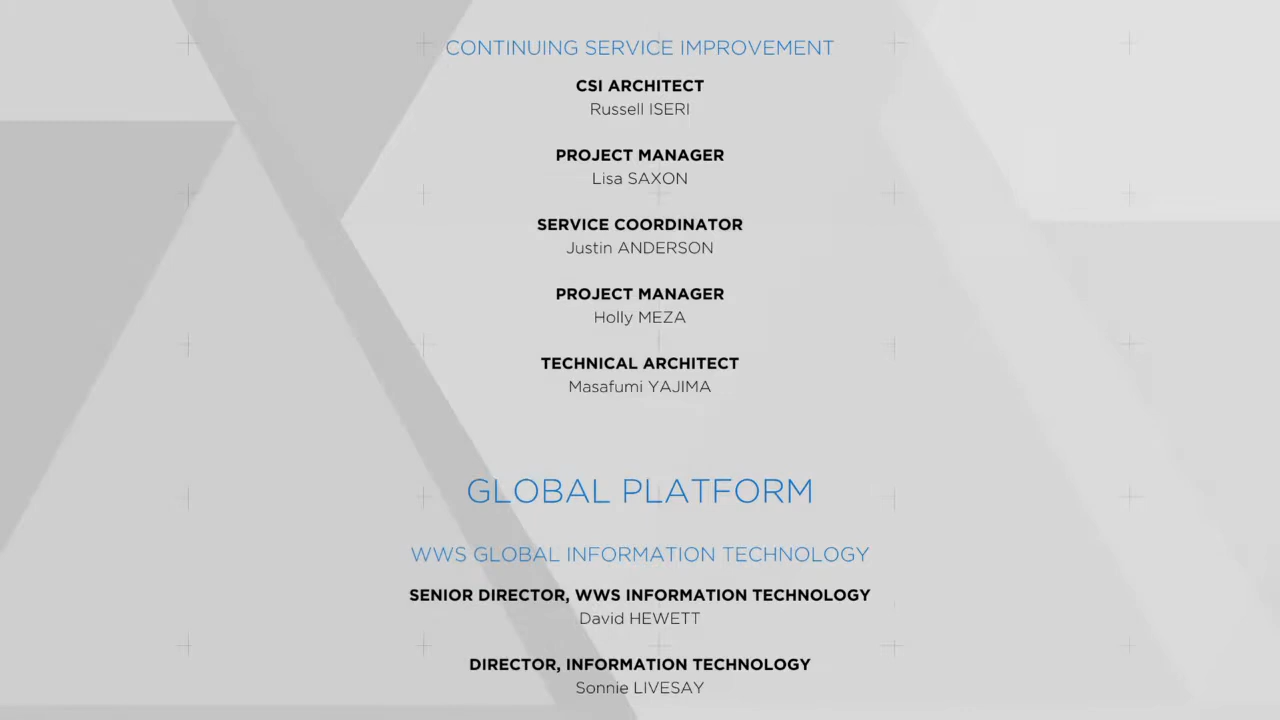 CONTINUING SERVICE IMPROVEMENT
CSI ARCHITECT
Russell ISERI
PROJECT MANAGER
Lisa SAXON
SERVICE COORDINATOR
Justin ANDERSON
PROJECT MANAGER
Holly MEZA
TECHNICAL ARCHITECT
Masafumi YAJIMA
GLOBAL PLATFORM
WWS GLOBAL INFORMATION TECHNOLOGY
SENIOR DIRECTOR, WWS INFORMATION TECHNOLOGY
David HEWETT
DIRECTOR, INFORMATION TECHNOLOGY
Sonnie LIVESAY